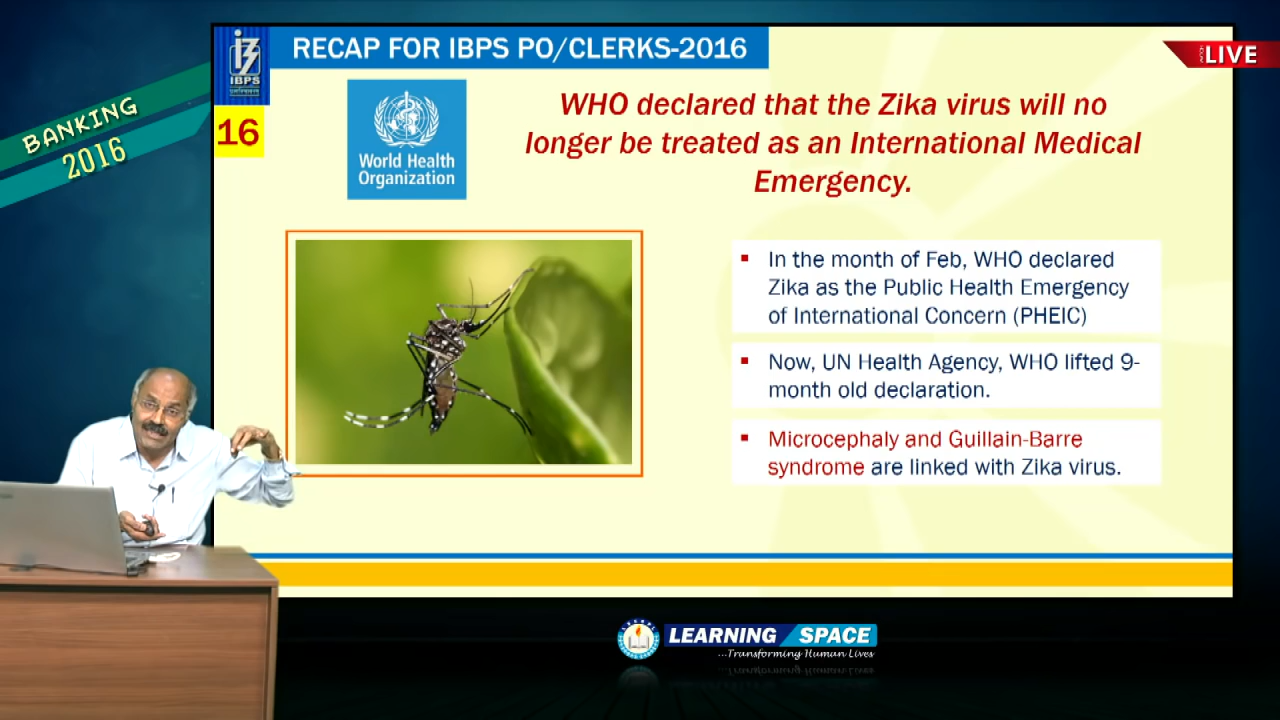 RECAP FOR IBPS PO/CLERKS-2016
IBPS
LIVE
BANKING
2016
16
World Health
Organization
WHO declared that the Zika virus will no
longer be treated as an International Medical
Emergency.
▪ In the month of Feb, WHO declared
Zika as the Public Health Emergency
of International Concern (PHEIC)
▪ Now, UN Health Agency, WHO lifted 9-
month old declaration.
▪ Microcephaly and Guillain-Barre
syndrome are linked with Zika virus.
LEARNING SPACE
...Transforming Human Lives